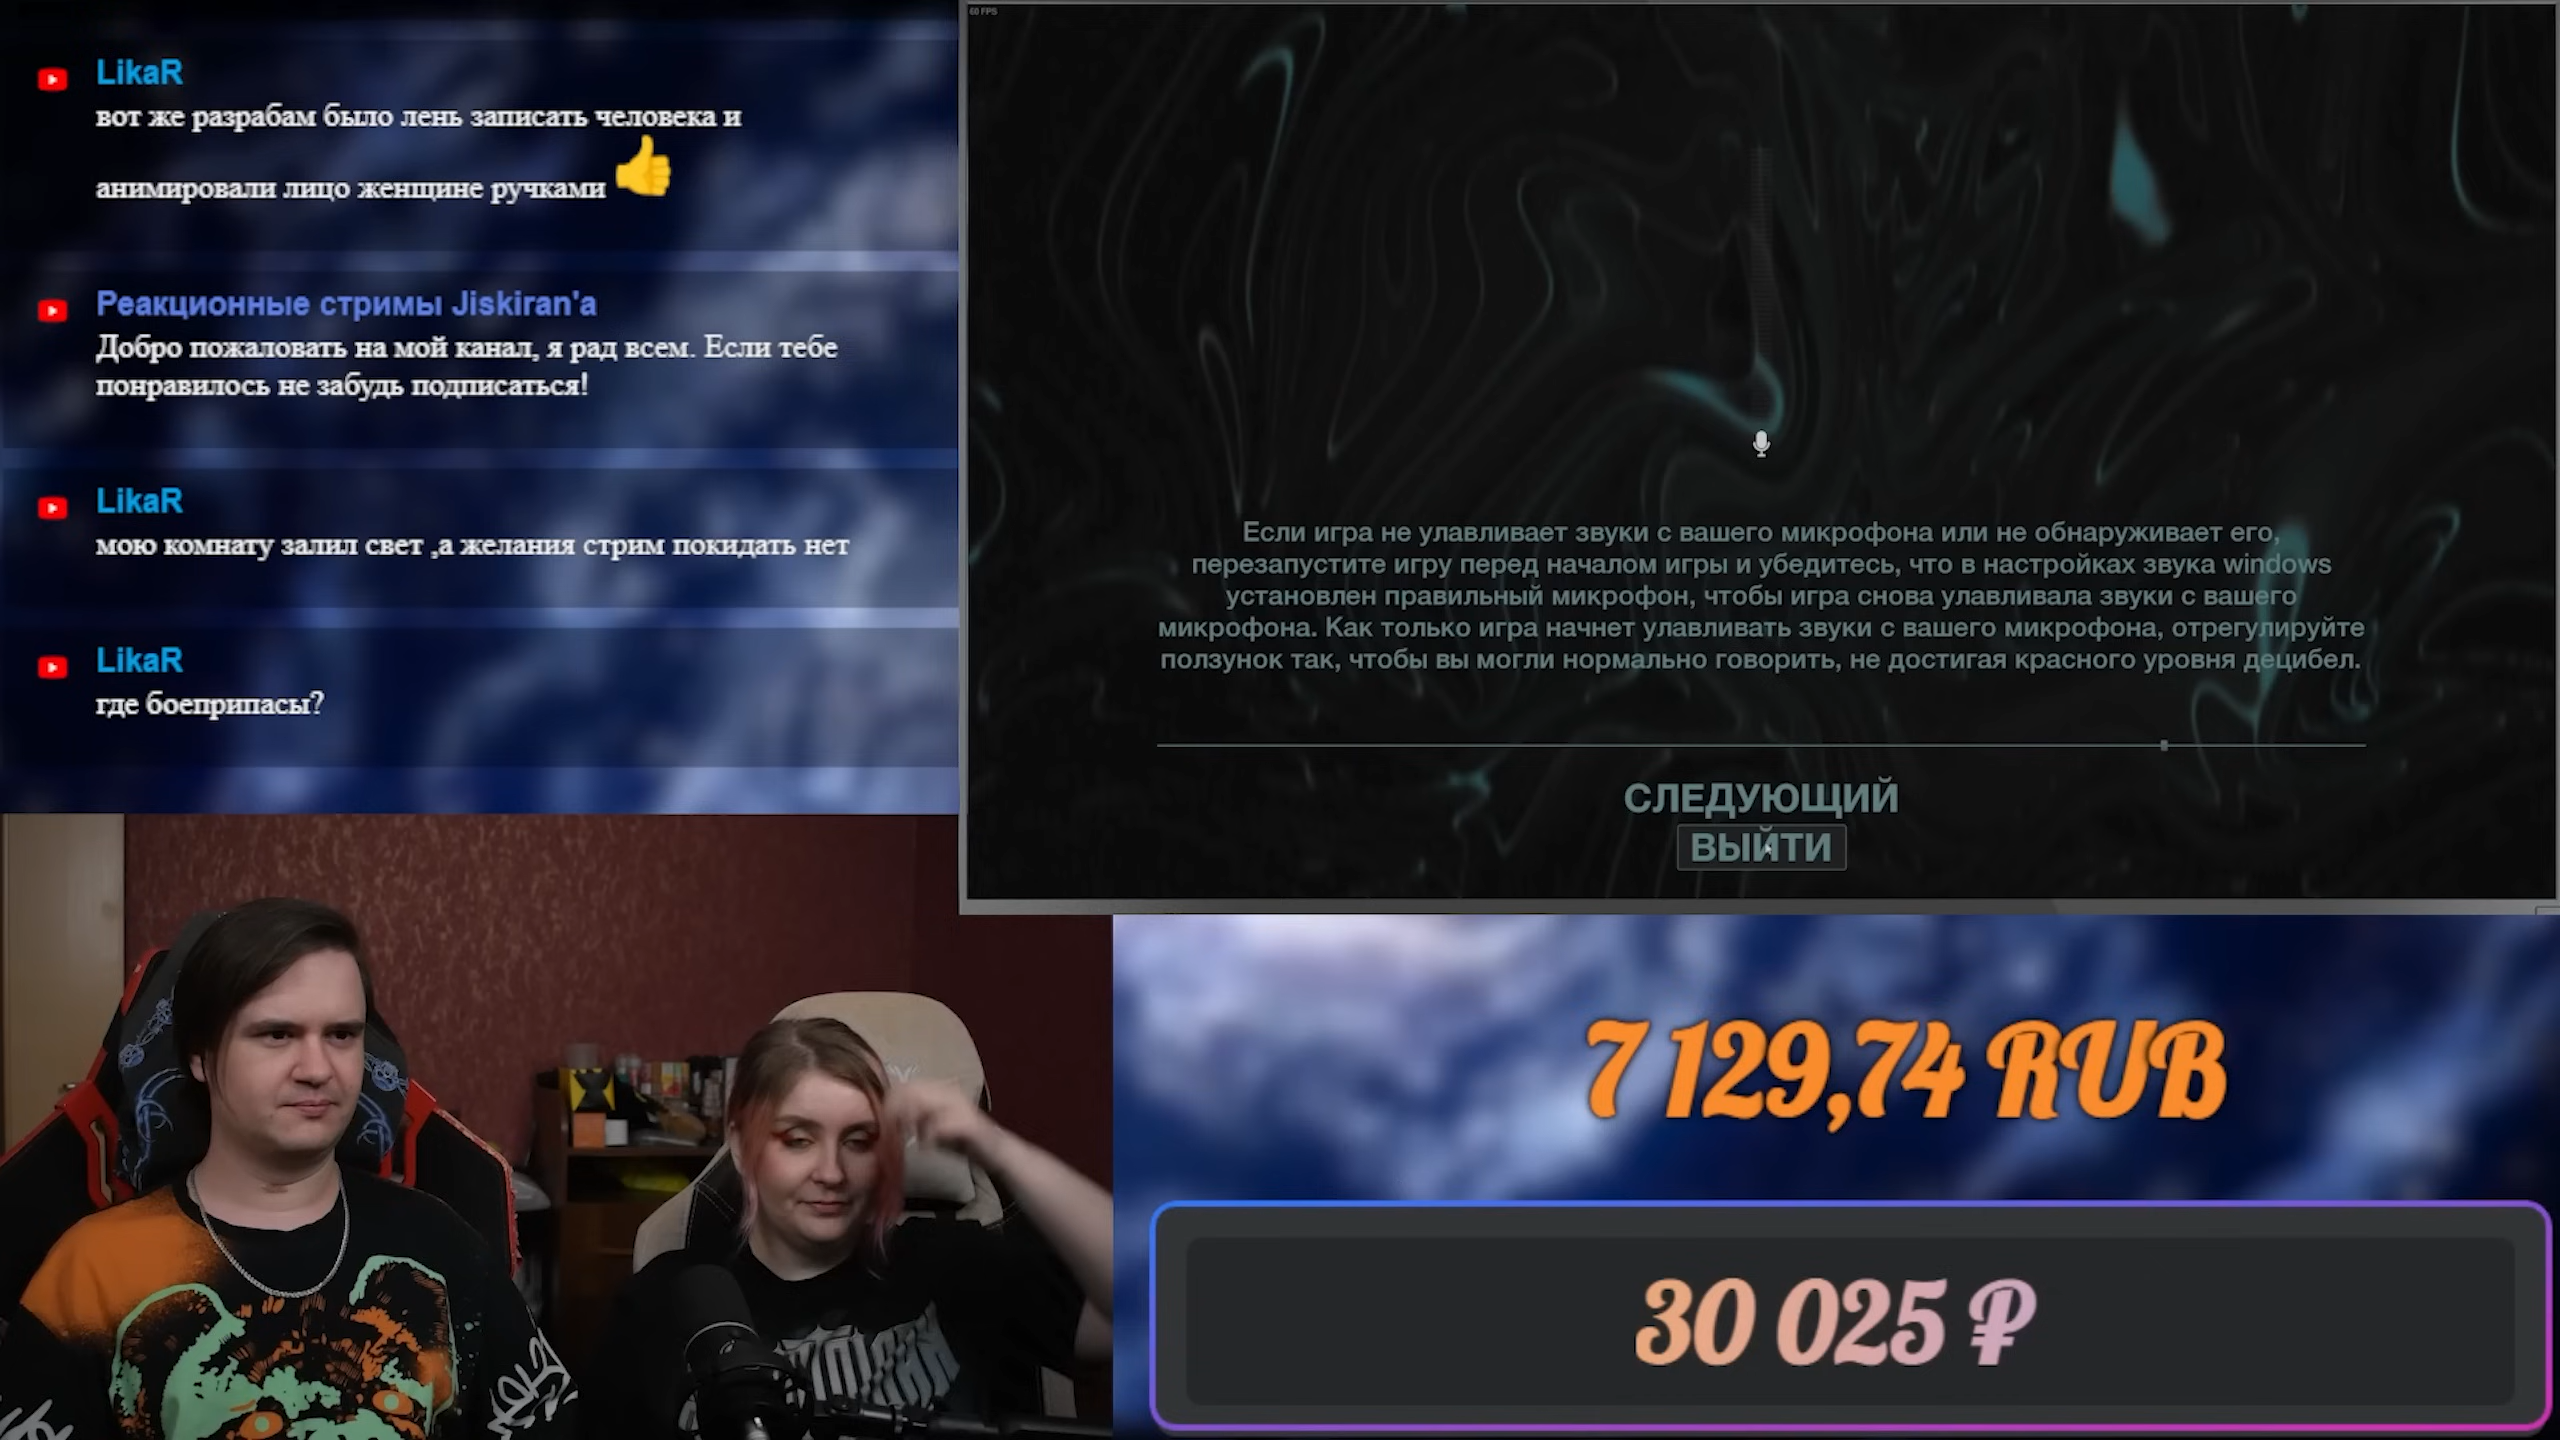 LikaR
вот же разрабам было лень записать человека и
анимировали лицо женщине ручками
Реакционные стримы Jiskiran'a
Добро пожаловать на мой канал, я рад всем. Если тебе
понравилось не забудь подписаться!
LikaR
мою комнату залил свет ,а желания стрим покидать нет
LikaR
где боеприпасы?
60 FPS
Если игра не улавливает звуки с вашего микрофона или не обнаруживает его,
перезапустите игру перед началом игры и убедитесь, что в настройках звука windows
установлен правильный микрофон, чтобы игра снова улавливала звуки с вашего
микрофона. Как только игра начнет улавливать звуки с вашего микрофона, отрегулируйте
ползунок так, чтобы вы могли нормально говорить, не достигая красного уровня децибел.
СЛЕДУЮЩИЙ
ВЫЙТИ
7 129,74 RUB
30 025 ₽